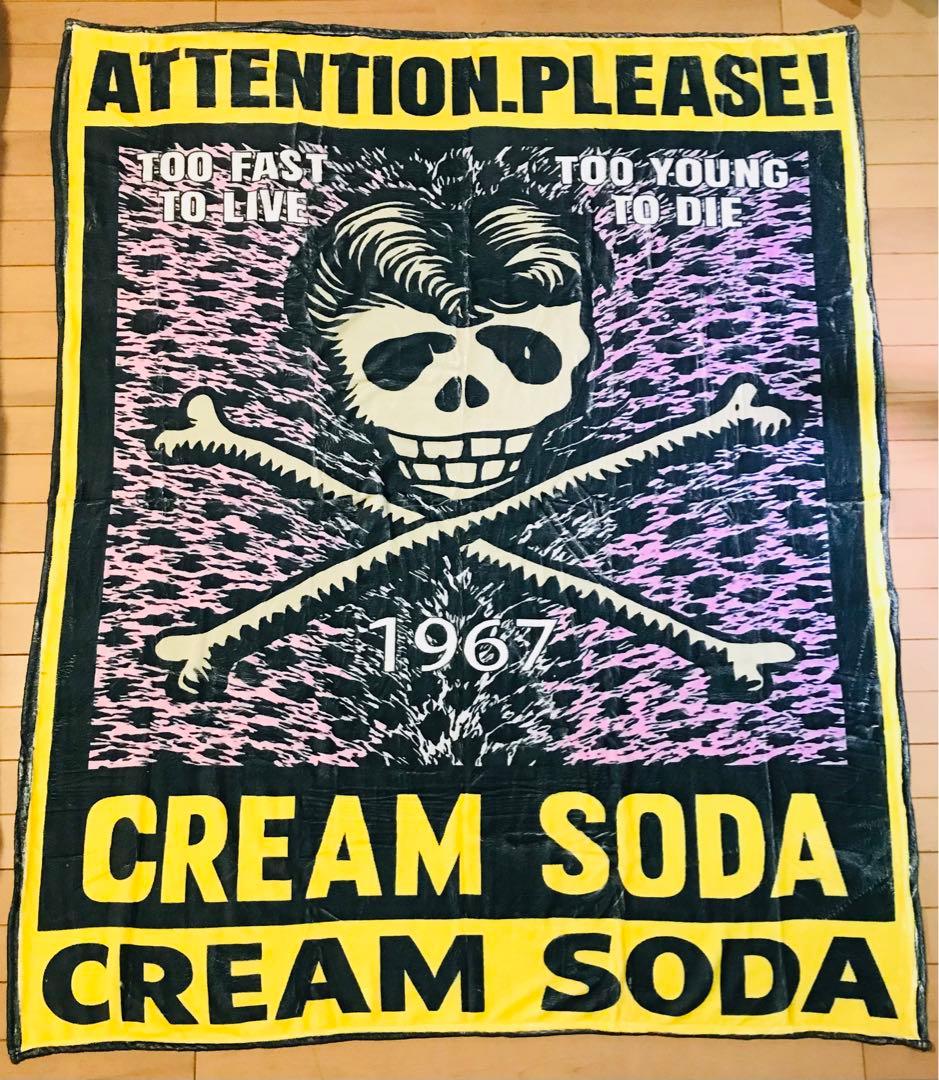 ATTENTION.PLEASE!
TOO FAST
TO LIVE
TOO YOUNG
TO DIE
1967
CREAM SODA
CREAM SODA